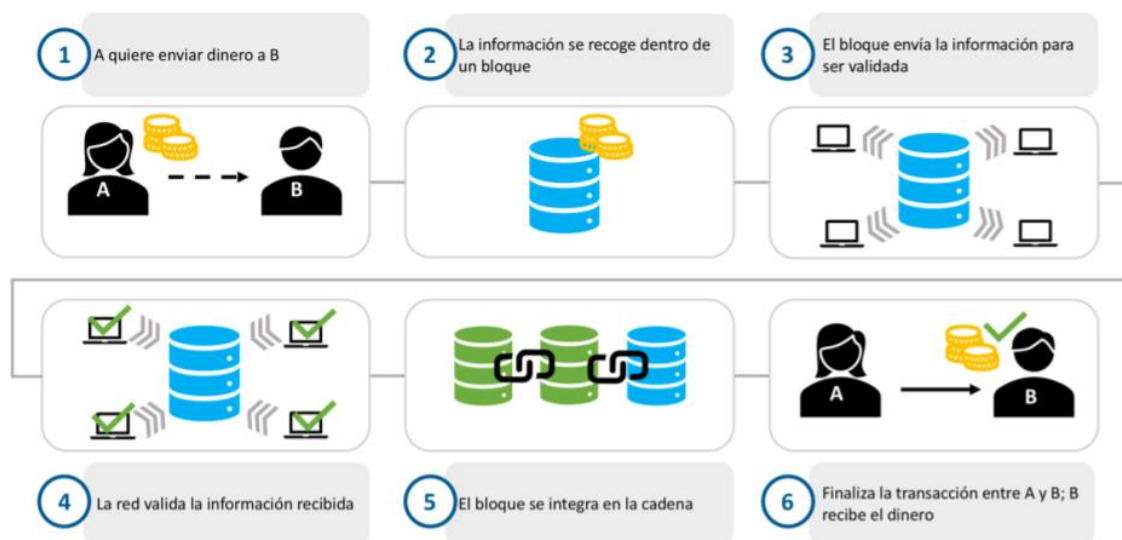 1
A quiere enviar dinero a B
2
La información se recoge dentro de
un bloque
3
El bloque envía la información para
ser validada
A
B
A
B
4
La red valida la información recibida
5
El bloque se integra en la cadena
6
Finaliza la transacción entre A y B; B
recibe el dinero